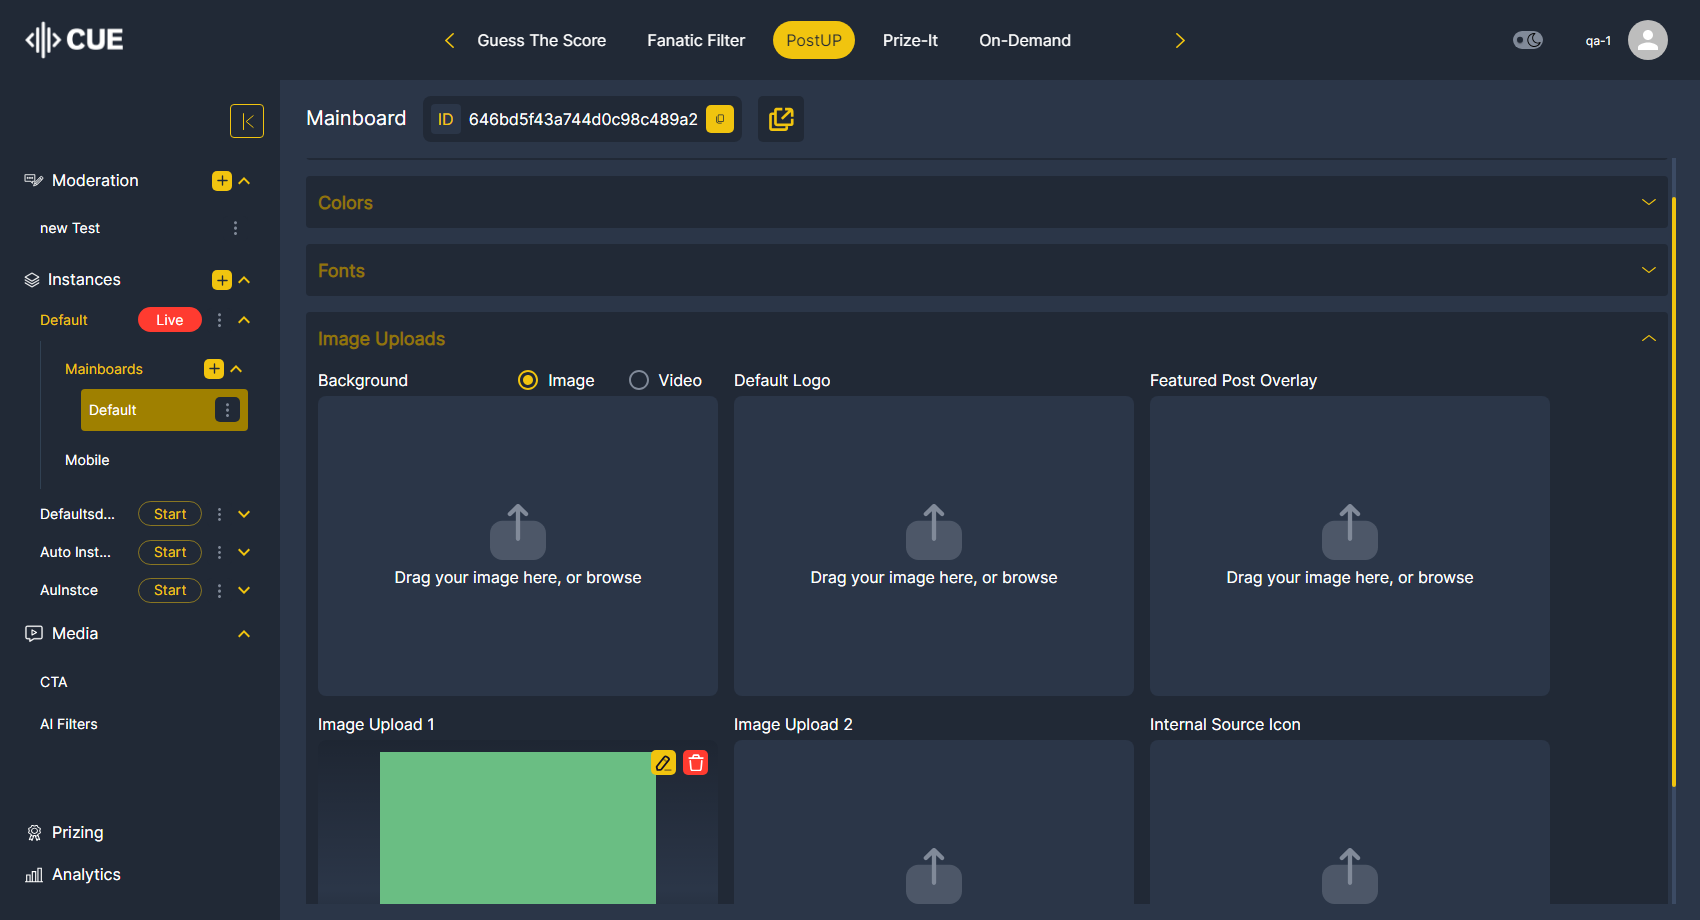 CUE
Guess The Score
Fanatic Filter
PostUP
Prize-It
On-Demand
qa-1
Mainboard
ID
646bd5f43a744d0c98c489a2
Moderation
new Test
Instances
Default
Live
Mainboards
Default
Mobile
Defaultsd...
Start
Auto Inst...
Start
AuInstce
Start
Media
CTA
AI Filters
Prizing
Analytics
Colors
Fonts
Image Uploads
Background
Image
Video
Default Logo
Featured Post Overlay
Drag your image here, or browse
Drag your image here, or browse
Drag your image here, or browse
Image Upload 1
Image Upload 2
Internal Source Icon